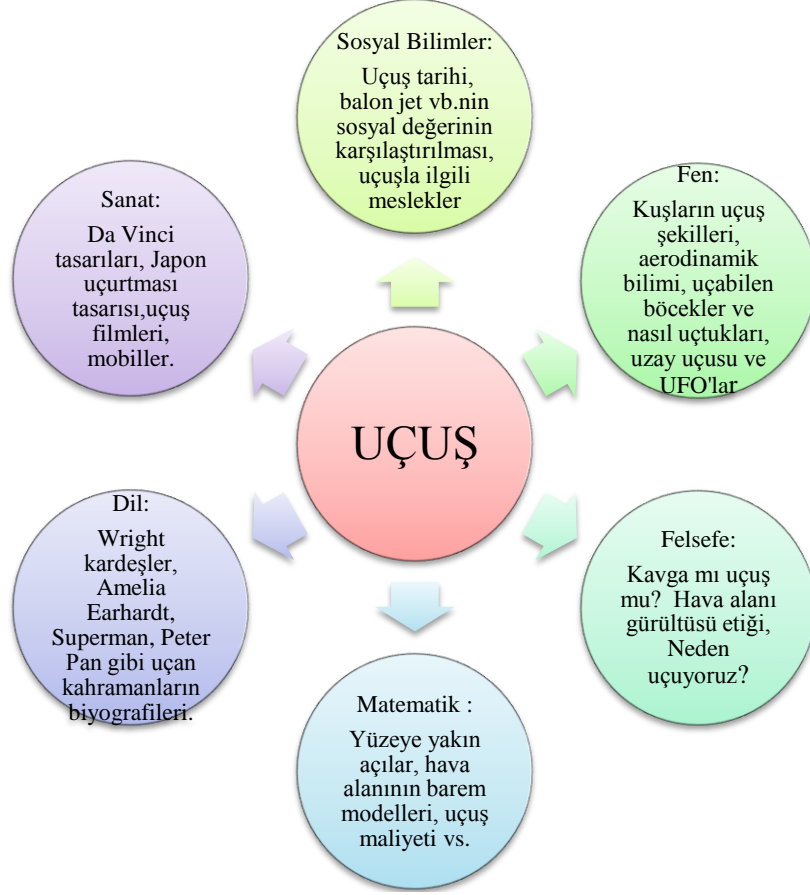 Sosyal Bilimler:
Uçuş tarihi,
balon jet vb.nin
sosyal değerinin
karşılaştırılması,
uçuşla ilgili
meslekler
Fen:
Kuşların uçuş
şekilleri,
aerodinamik
bilimi, uçabilen
böcekler ve
nasıl uçtukları,
uzay uçusu ve
UFO'lar
Felsefe:
Kavga mı uçuş
mu? Hava alanı
gürültüsü etiği,
Neden
uçuyoruz?
Matematik :
Yüzeye yakın
açılar, hava
alanının barem
modelleri, uçuş
maliyeti vs.
Dil:
Wright
kardeşler,
Amelia
Earhardt,
Superman, Peter
Pan gibi uçan
kahramanların
biyografileri.
Sanat:
Da Vinci
tasarıları, Japon
uçurtması
tasarısı,uçuş
filmleri,
mobiller.
UÇUŞ